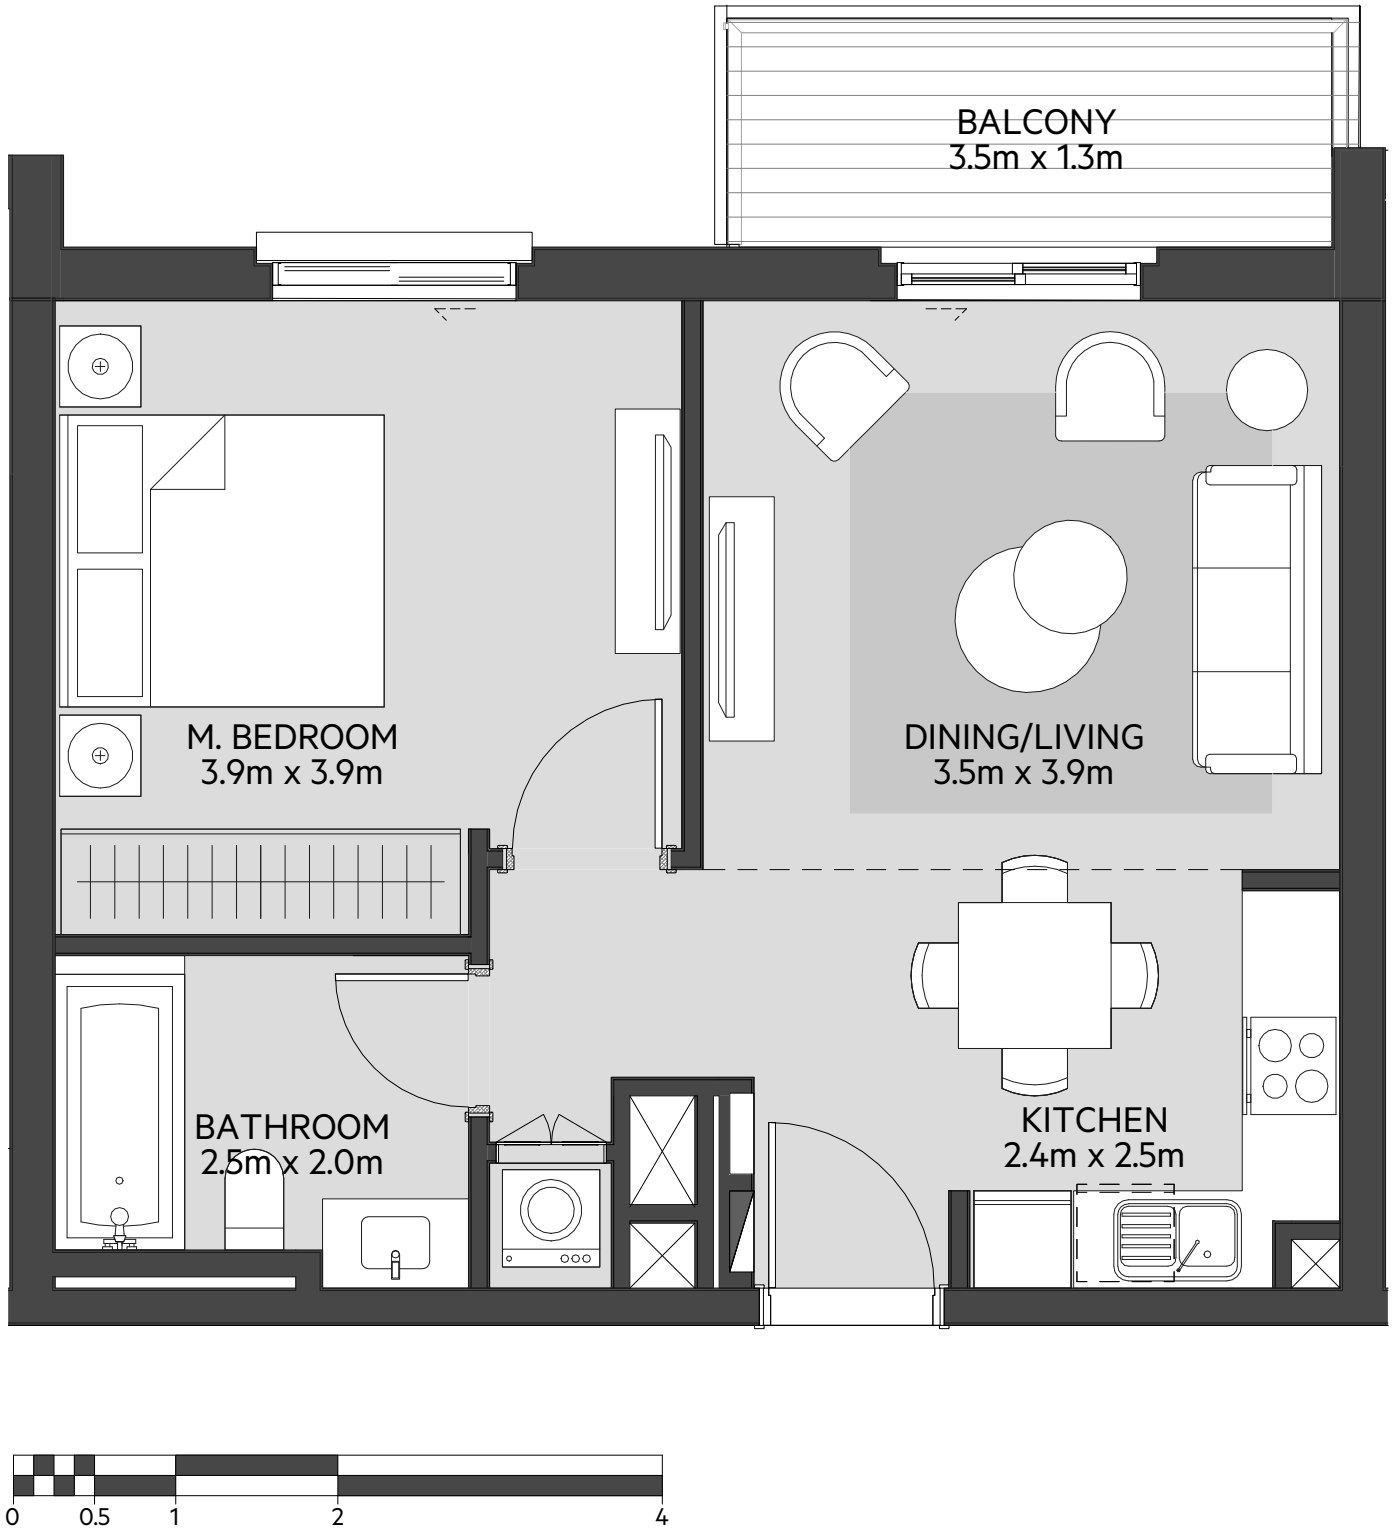 BALCONY
3.5m x 1.3m
M. BEDROOM
3.9m x 3.9m
DINING/LIVING
3.5m x 3.9m
BATHROOM
2.5m x 2.0m
KITCHEN
2.4m x 2.5m
0 0.5 1 2 4